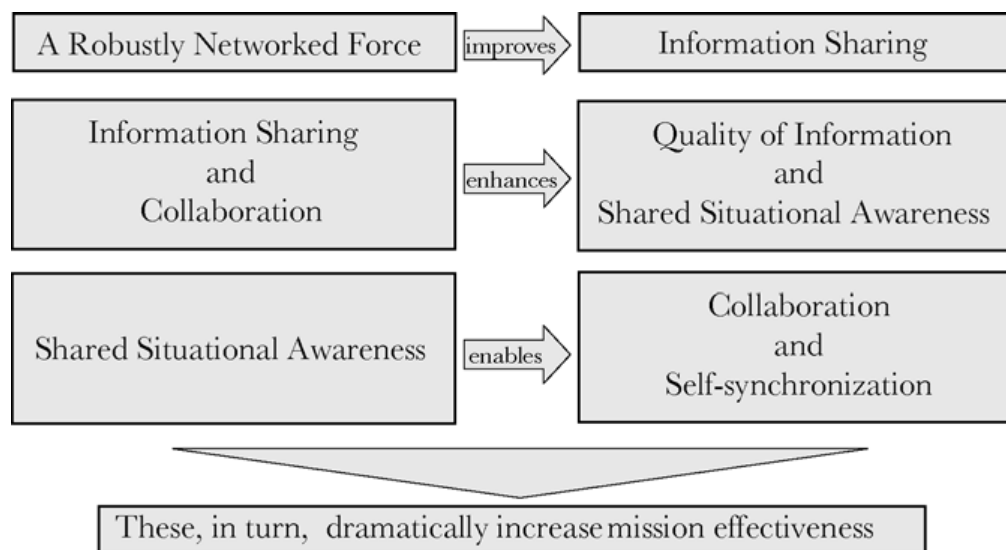 A Robustly Networked Force
improves
Information Sharing
Information Sharing
and
Collaboration
enhances
Quality of Information
and
Shared Situational Awareness
Shared Situational Awareness
enables
Collaboration
and
Self-synchronization
These, in turn, dramatically increase mission effectiveness